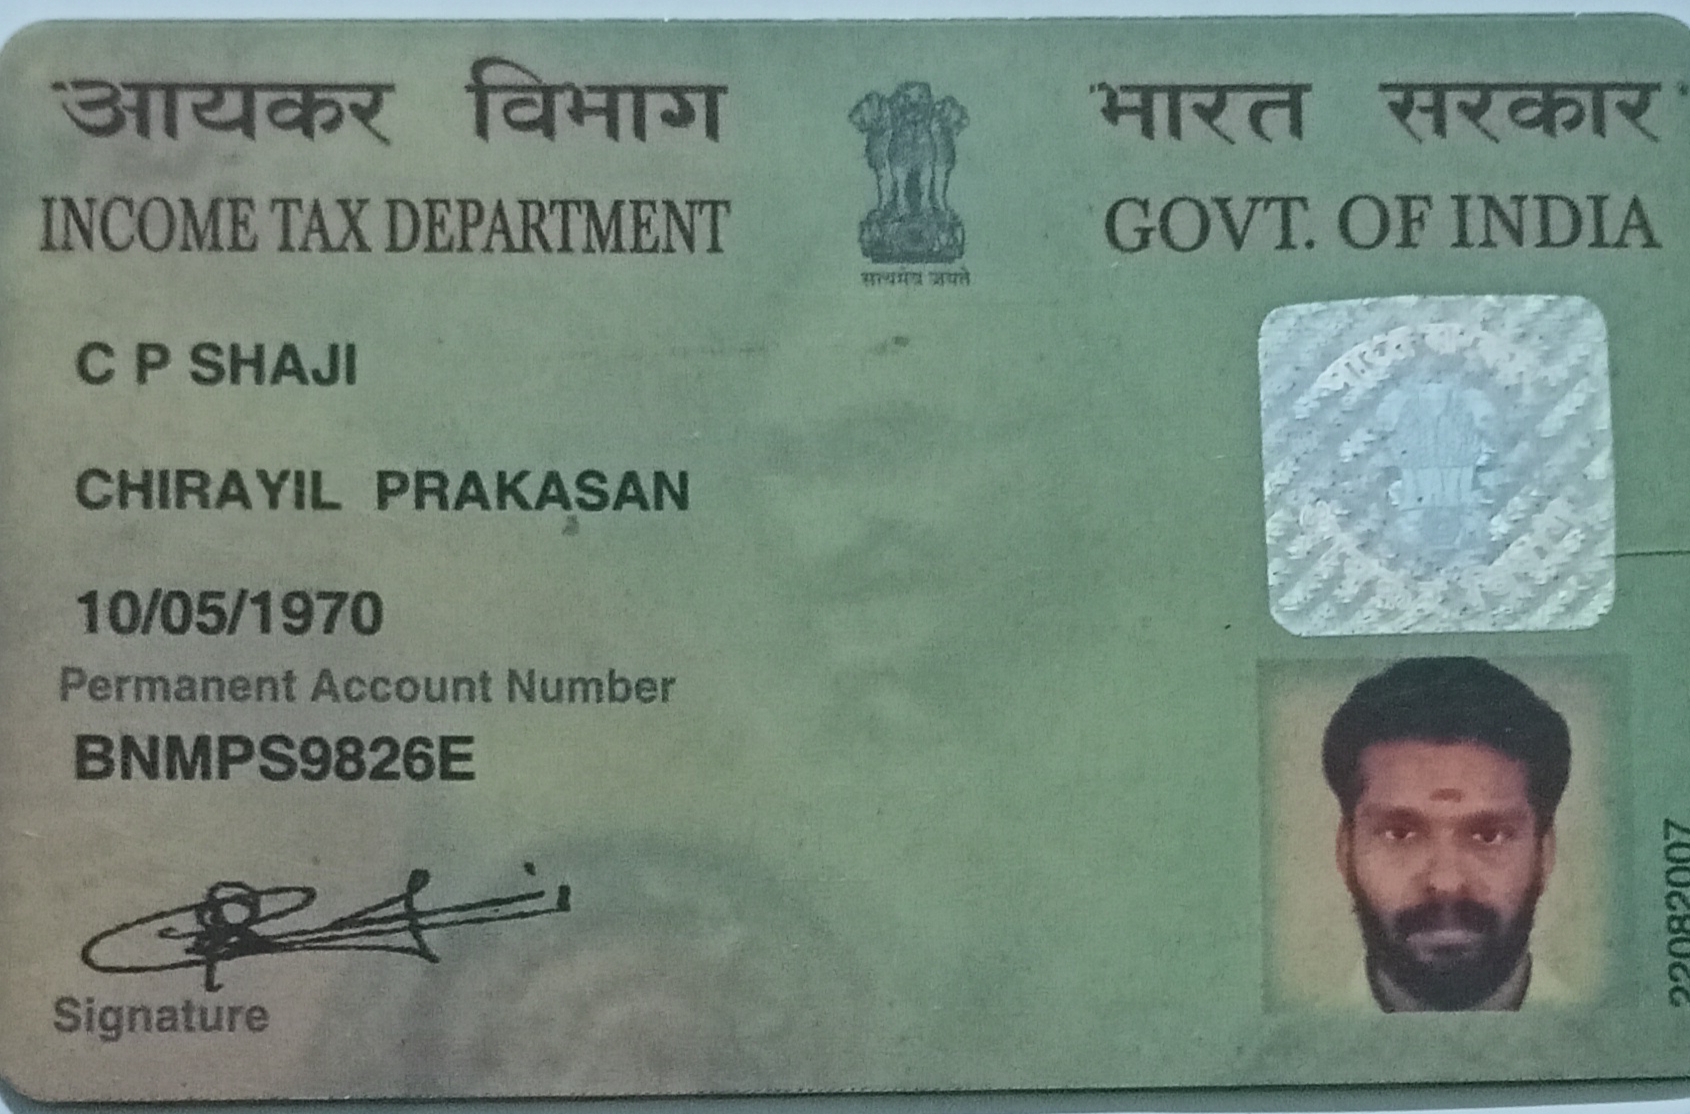 आयकर विभाग
INCOME TAX DEPARTMENT
सत्यमेव जयते
भारत सरकार
GOVT. OF INDIA
C P SHAJI
CHIRAYIL PRAKASAN
10/05/1970
Permanent Account Number
BNMPS9826E
Signature
22082007